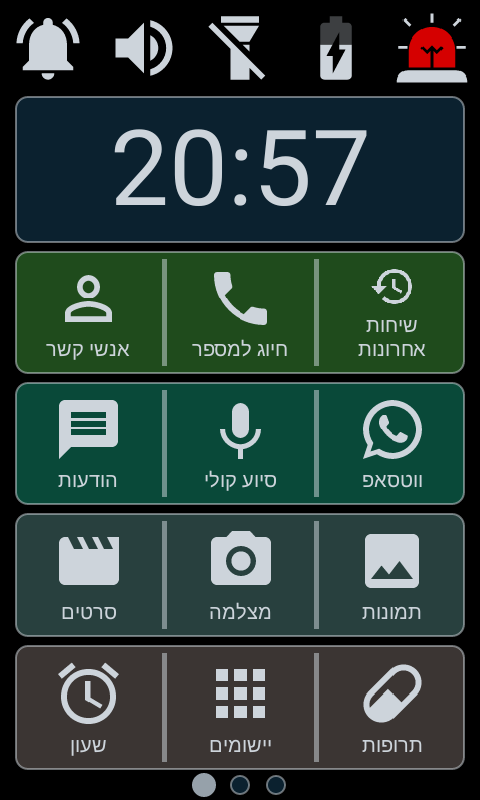 20:57
שיחות
אחרונות
חיוג למספר
אנשי קשר
ווטסאפ
סיוע קולי
הודעות
תמונות
מצלמה
סרטים
תרופות
יישומים
שעון